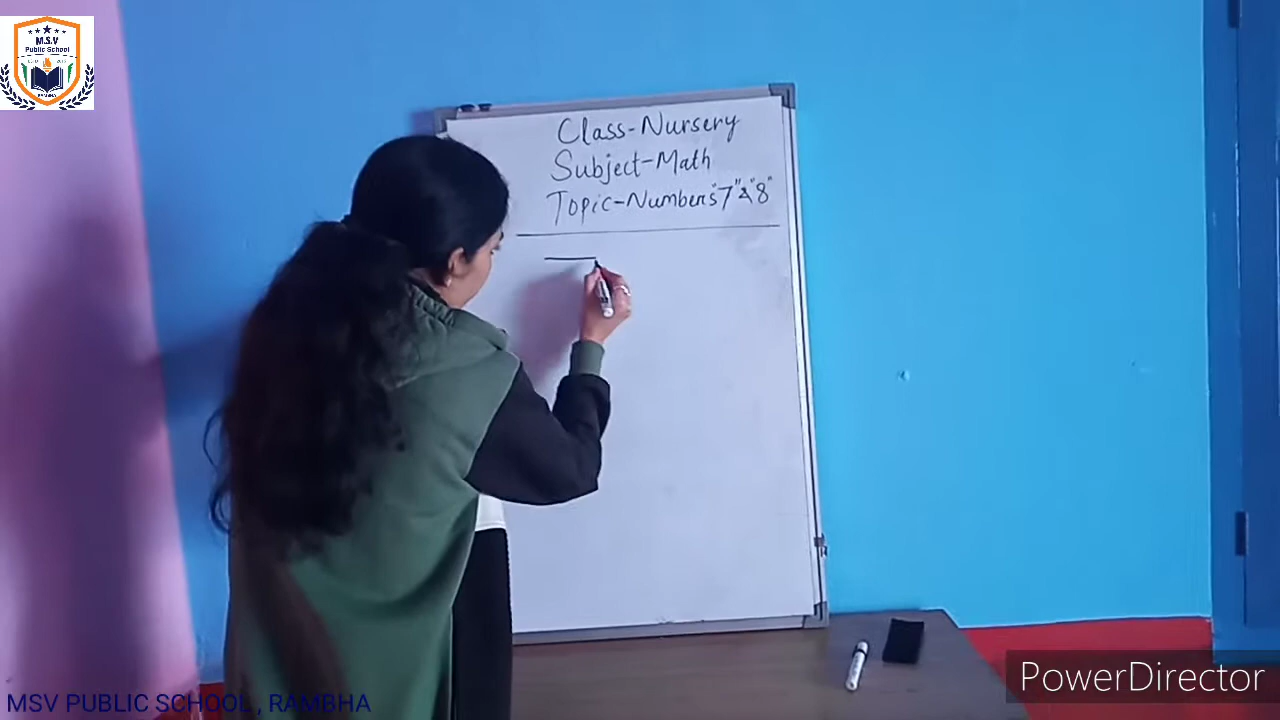 M.S.V
Public School
Class-Nursery
Subject-Math
Topic-Numbers "7" & "8"
MSV PUBLIC SCHOOL , RAMBHA
PowerDirector